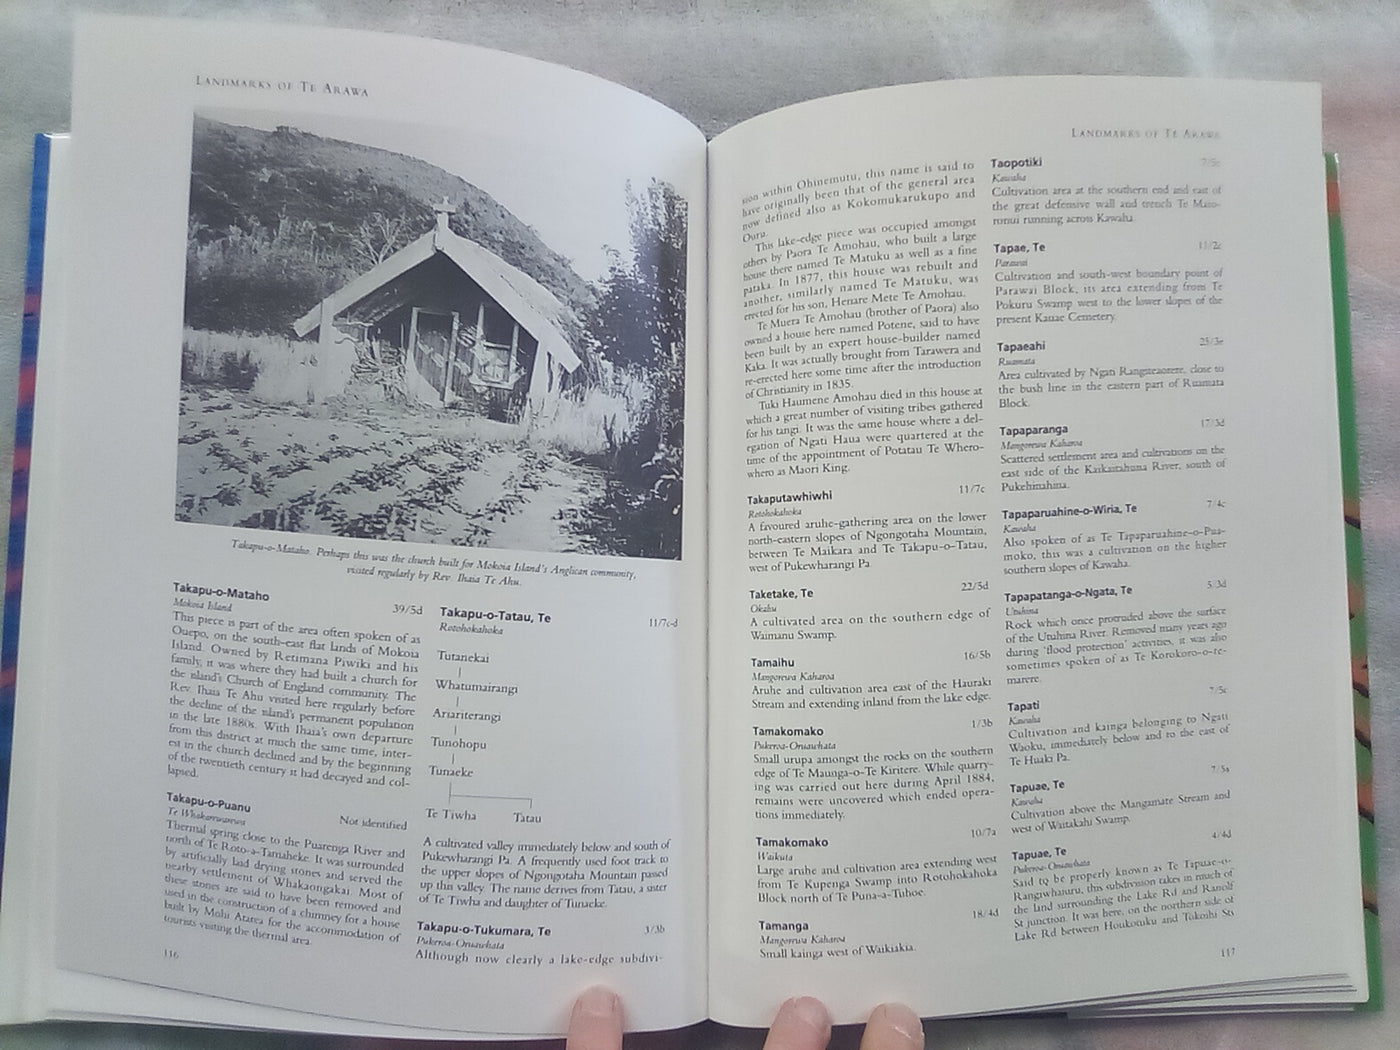 LANDMARKS OF TE ARAWA
Takapu-o-Mataho. Perhaps this was the church built for Mokoia Island's Anglican community,
visited regularly by Rev. Ihaia Te Ahu.
Takapu-o-Mataho 39/5d
Mokoia Island
This piece is part of the area often spoken of as
Ouepo, on the south-east flat lands of Mokoia
Island. Owned by Retimana Piwiki and his
family, it was where they had built a church for
the island's Church of England community. The
Rev. Ihaia Te Ahu visited here regularly before
the decline of the island's permanent population
in the late 1880s. With Ihaia's own departure
from this district at much the same time, inter-
est in the church declined and by the beginning
of the twentieth century it had decayed and col-
lapsed.
Takapu-o-Puanu
Te Whakarewarewa Not identified
Thermal spring close to the Puarenga River and
north of Te Roto-a-Tamaheke. It was surrounded
by artificially laid drying stones and served the
nearby settlement of Whakaongakai. Most of
these stones are said to have been removed and
used in the construction of a chimney for a house
built by Mohi Atarea for the accommodation of
tourists visiting the thermal area.
116
Takapu-o-Tatau, Te 11/7c-d
Rotohokahoka
Tutanekai
Whatumairangi
Ariariterangi
Tunohopu
Tunaeke
Te Tiwha Tatau
A cultivated valley immediately below and south of
Pukewharangi Pa. A frequently used foot track to
the upper slopes of Ngongotaha Mountain passed
up this valley. The name derives from Tatau, a sister
of Te Tiwha and daughter of Tunaeke.
Takapu-o-Tukumara, Te 3/3b
Pukeroa-Oruawhata
Although now clearly a lake-edge subdivi-
LANDMARKS OF TE ARAWA
sion within Ohinemutu, this name is said to
have originally been that of the general area
now defined also as Kokomukarukupo and
Ouru.
This lake-edge piece was occupied amongst
others by Paora Te Amohau, who built a large
house there named Te Matuku as well as a fine
pataka. In 1877, this house was rebuilt and
another, similarly named Te Matuku, was
erected for his son, Henare Mete Te Amohau.
Te Muera Te Amohau (brother of Paora) also
owned a house here named Potene, said to have
been built by an expert house-builder named
Kaka. It was actually brought from Tarawera and
re-erected here some time after the introduction
of Christianity in 1835.
Tuki Haumene Amohau died in this house at
which a great number of visiting tribes gathered
for his tangi. It was the same house where a del-
egation of Ngati Haua were quartered at the
time of the appointment of Potatau Te Whero-
whero as Maori King.
Takaputawhiwhi 11/7c
Rotohokahoka
A favoured aruhe-gathering area on the lower
north-eastern slopes of Ngongotaha Mountain,
between Te Maikara and Te Takapu-o-Tatau,
west of Pukewharangi Pa.
Taketake, Te 22/5d
Okahu
A cultivated area on the southern edge of
Waimanu Swamp.
Tamaihu 16/5b
Mangorewa Kaharoa
Aruhe and cultivation area east of the Hauraki
Stream and extending inland from the lake edge.
Tamakomako 1/3b
Pukeroa-Oruawhata
Small urupa amongst the rocks on the southern
edge of Te Maunga-o-Te Kiritere. While quarry-
ing was carried out here during April 1884,
remains were uncovered which ended opera-
tions immediately.
Tamakomako 10/7a
Waikuta
Large aruhe and cultivation area extending west
from Te Kupenga Swamp into Rotohokahoka
Block north of Te Puna-a-Tuhoe.
Tamanga 18/4d
Mangorewa Kaharoa
Small kainga west of Waikiakia.
Taopotiki 7/5c
Kawaha
Cultivation area at the southern end and east of
the great defensive wall and trench Te
ronui running across Kawaha.
Tapae, Te 11/2c
Parawai
Cultivation and south-west boundary point of
Parawai Block, its area extending from Te
Pokuru Swamp west to the lower slopes of the
present Kauae Cemetery.
Tapaeahi 25/3e
Ruamata
Area cultivated by Ngati Rangiteaorere, close to
the bush line in the eastern part of Ruamata
Block.
Tapaparanga 17/3d
Mangorewa Kaharoa
Scattered settlement area and cultivations on the
east side of the Kaikaitahuna River, south of
Pukehinahina.
Tapaparuahine-o-Wiria, Te 7/4c
Kawaha
Also spoken of as Te Tapaparuahine-o-Pua-
moko, this was a cultivation on the higher
southern slopes of Kawaha.
Tapapatanga-o-Ngata, Te 5/3d
Utuhina
Rock which once protruded above the surface
of the Utuhina River. Removed many years ago
during 'flood protection' activities, it was also
sometimes spoken of as Te Korokoro-o-te-
marere.
Tapati 7/5c
Kawaha
Cultivation and kainga belonging to Ngati
Waoku, immediately below and to the east of
Te Huaki Pa.
Tapuae, Te 7/5a
Kawaha
Cultivation above the Mangamate Stream and
west of Waitakahi Swamp.
Tapuae, Te 4/4d
Pukeroa-Oruawhata
Said to be properly known as Te Tapuae-o-
Rangiwhaturu, this subdivision takes in much of
the land surrounding the Lake Rd and Ranolf
St junction. It was here, on the northern side of
Lake Rd between Houkotuku and Tokoihi Sts
117